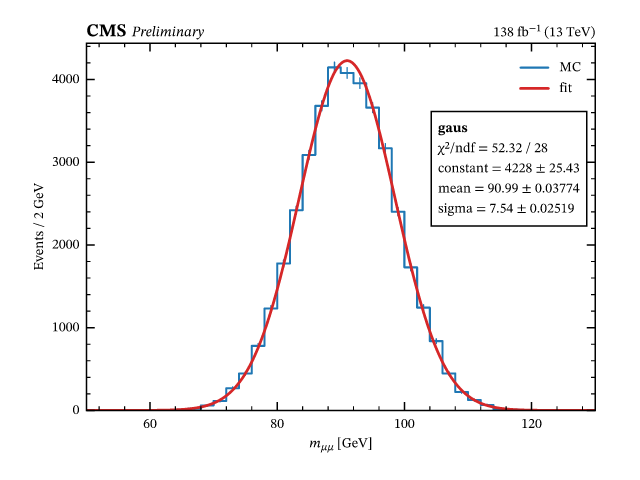 CMS Preliminary
138 fb⁻¹ (13 TeV)
MC
fit
gaus
χ²/ndf = 52.32 / 28
constant = 4228 ± 25.43
mean = 90.99 ± 0.03774
sigma = 7.54 ± 0.02519
Events / 2 GeV
4000
3000
2000
1000
0
60
80
100
120
m_μμ [GeV]